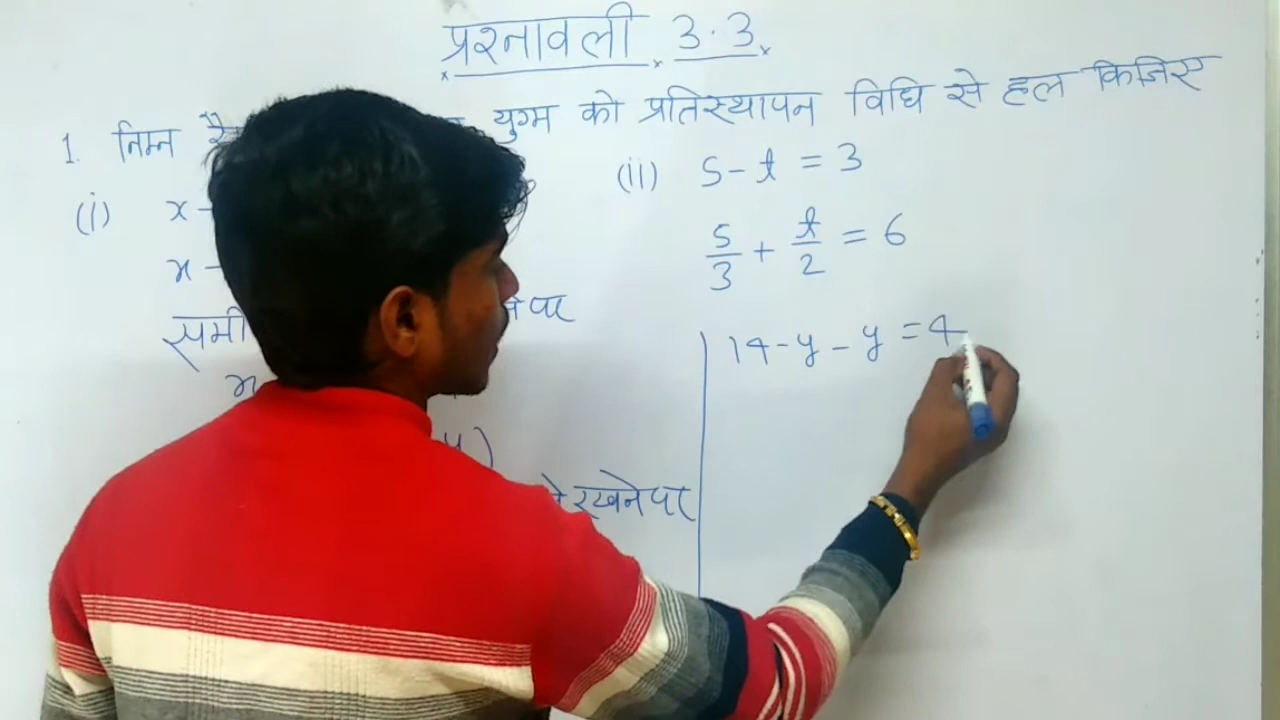 प्रश्नावली 3.3
1. निम्न युग्म को प्रतिस्थापन विधि से हल किजिए
(i) x-
x-
समी
x
y)
रखने पर
(ii) s-t = 3
s/3 + t/2 = 6
14-y-y = 4